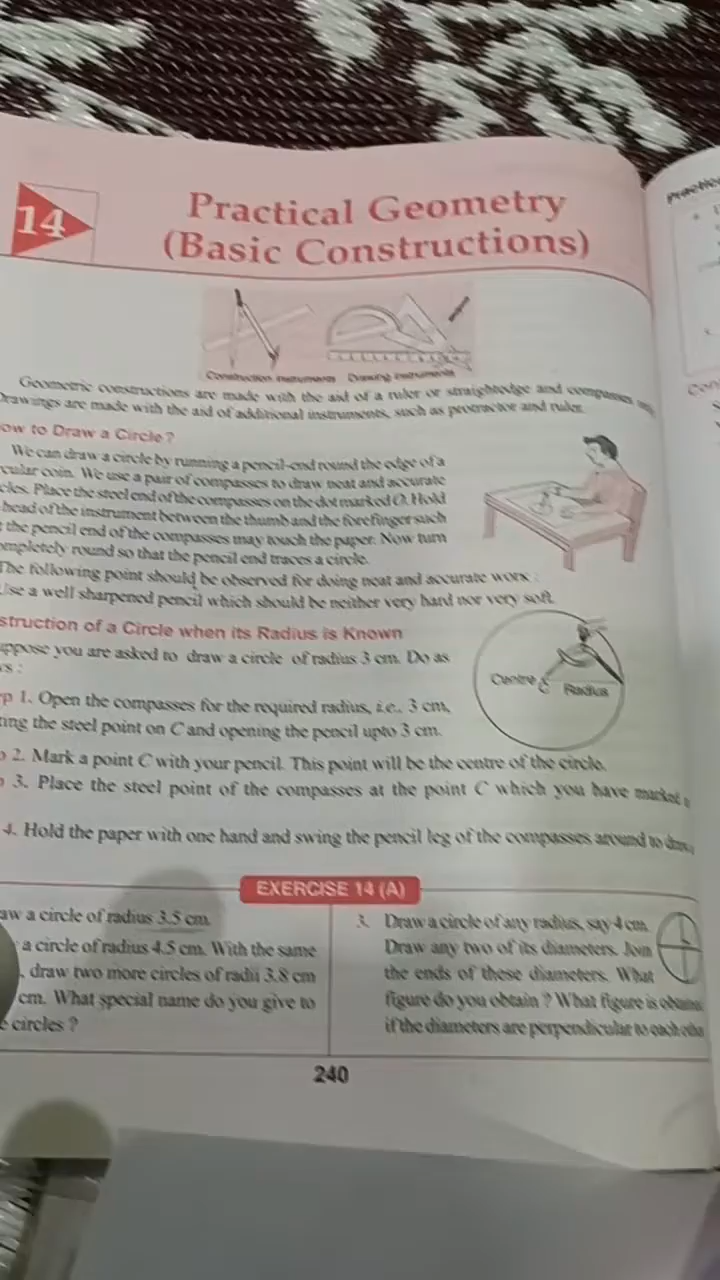 14
Practical Geometry
(Basic Constructions)
Construction instruments Drawing instruments
Geometric constructions are made with the aid of a ruler or straightedge and compasses
Drawings are made with the aid of additional instruments, such as protractor and ruler.
ow to Draw a Circle?
We can draw a circle by running a pencil-end round the edge of a
cular coin. We use a pair of compasses to draw neat and accurate
cles. Place the steel end of the compasses on the dot marked O. Hold
head of the instrument between the thumb and the forefinger such
the pencil end of the compasses may touch the paper. Now turn
ompletely round so that the pencil end traces a circle.
The following point should be observed for doing neat and accurate work :
Use a well sharpened pencil which should be neither very hard nor very soft.
struction of a Circle when its Radius is Known
uppose you are asked to draw a circle of radius 3 cm. Do as
vs :
Centre C Radius
p 1. Open the compasses for the required radius, i.e., 3 cm,
ting the steel point on C and opening the pencil upto 3 cm.
2. Mark a point C with your pencil. This point will be the centre of the circle.
3. Place the steel point of the compasses at the point C which you have marked
4. Hold the paper with one hand and swing the pencil leg of the compasses around to draw
EXERCISE 14 (A)
aw a circle of radius 3.5 cm.
a circle of radius 4.5 cm. With the same
, draw two more circles of radii 3.8 cm
cm. What special name do you give to
e circles ?
3. Draw a circle of any radius, say 4 cm.
Draw any two of its diameters. Join
the ends of these diameters. What
figure do you obtain ? What figure is
if the diameters are perpendicular to each
240